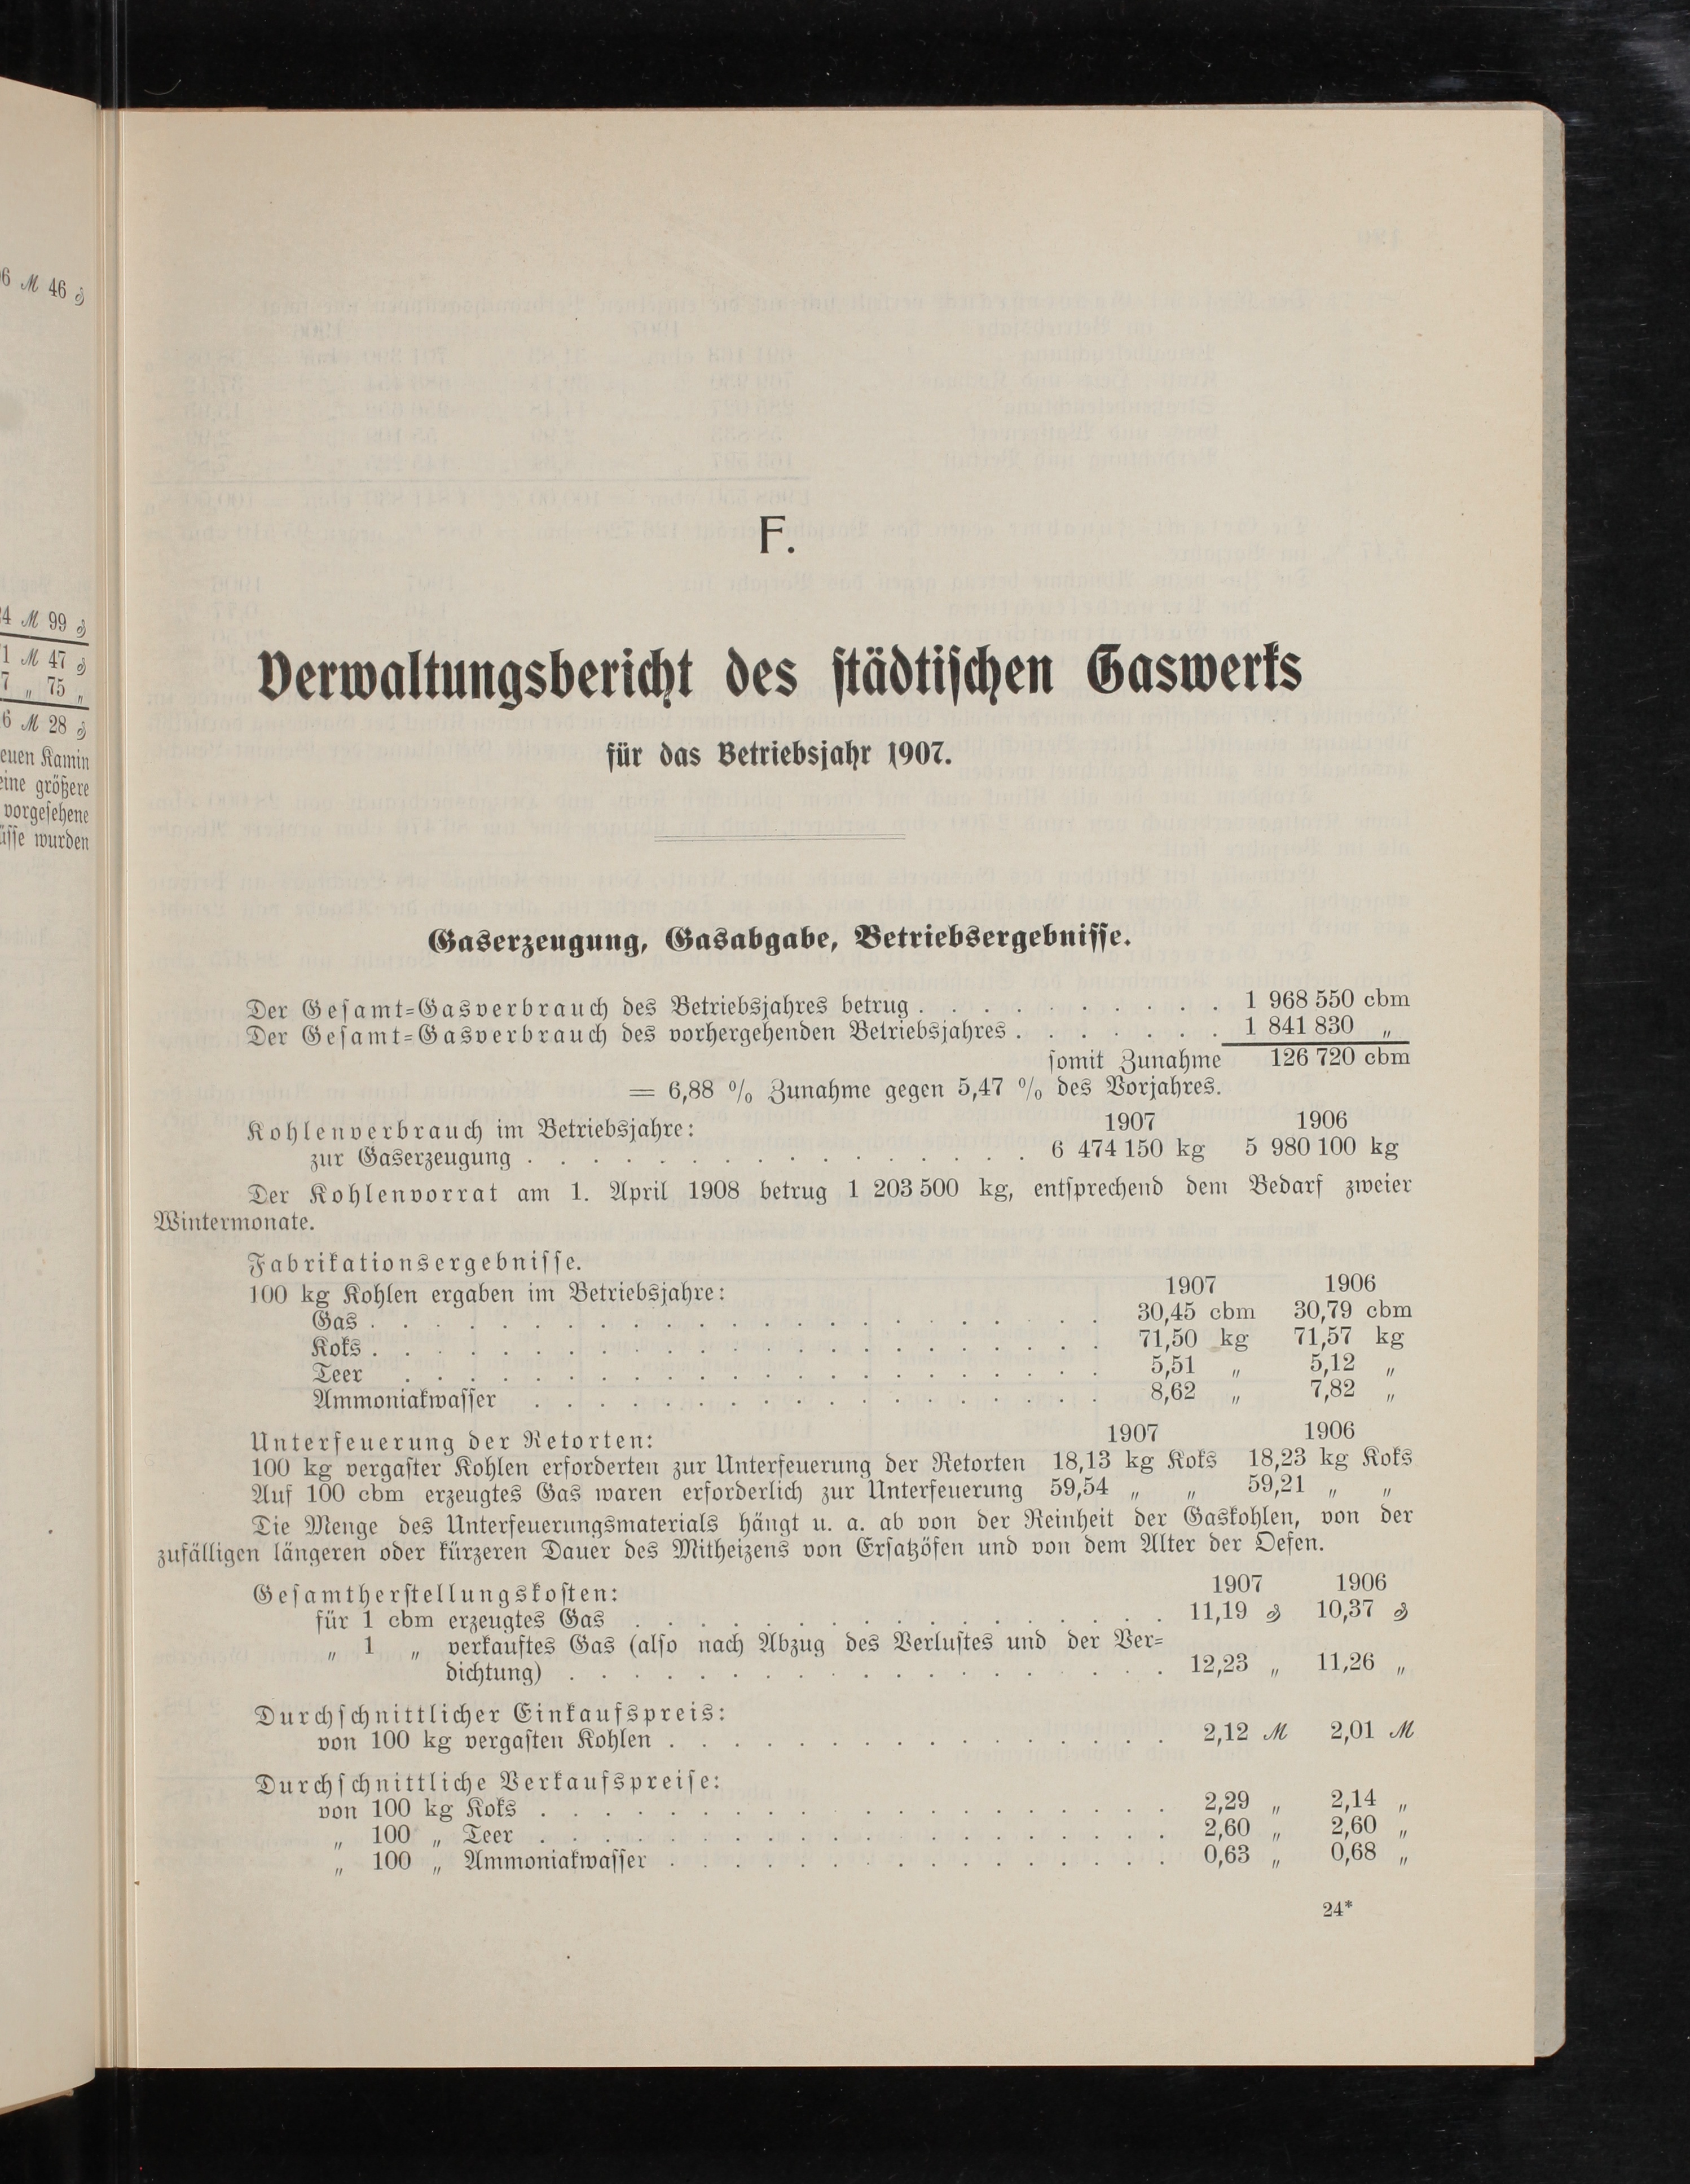 6 ℳ 46 ₰
4 ℳ 99 ₰
1 ℳ 47 ₰
7 „ 75 „
6 ℳ 28 ₰
euen Kamin
eine größere
vorgesehene
üsse wurden
F.
Verwaltungsbericht des städtischen Gaswerks
für das Betriebsjahr 1907.
Gaserzeugung, Gasabgabe, Betriebsergebnisse.
Der Gesamt-Gasverbrauch des Betriebsjahres betrug . . . . . . . . . . 1 968 550 cbm
Der Gesamt-Gasverbrauch des vorhergehenden Betriebsjahres . . . . . . . 1 841 830 „
somit Zunahme 126 720 cbm
= 6,88 % Zunahme gegen 5,47 % des Vorjahres.
Kohlenverbrauch im Betriebsjahre: 1907 1906
zur Gaserzeugung . . . . . . . . . . . . . . . . 6 474 150 kg 5 980 100 kg
Der Kohlenvorrat am 1. April 1908 betrug 1 203 500 kg, entsprechend dem Bedarf zweier
Wintermonate.
Fabrikationsergebnisse.
100 kg Kohlen ergaben im Betriebsjahre: 1907 1906
Gas . . . . . . . . . . . . . . . . . . . . . . . 30,45 cbm 30,79 cbm
Koks . . . . . . . . . . . . . . . . . . . . . . . 71,50 kg 71,57 kg
Teer . . . . . . . . . . . . . . . . . . . . . . 5,51 „ 5,12 „
Ammoniakwasser . . . . . . . . . . . . . . . . . . 8,62 „ 7,82 „
Unterfeuerung der Retorten: 1907 1906
100 kg vergaster Kohlen erforderten zur Unterfeuerung der Retorten 18,13 kg Koks 18,23 kg Koks
Auf 100 cbm erzeugtes Gas waren erforderlich zur Unterfeuerung 59,54 „ „ 59,21 „ „
Die Menge des Unterfeuerungsmaterials hängt u. a. ab von der Reinheit der Gaskohlen, von der
zufälligen längeren oder kürzeren Dauer des Mitheizens von Ersatzöfen und von dem Alter der Oefen.
Gesamtherstellungskosten: 1907 1906
für 1 cbm erzeugtes Gas . . . . . . . . . . . . . . . . . 11,19 ₰ 10,37 ₰
„ 1 „ verkauftes Gas (also nach Abzug des Verlustes und der Ver-
dichtung) . . . . . . . . . . . . . . . . . . . 12,23 „ 11,26 „
Durchschnittlicher Einkaufspreis:
von 100 kg vergasten Kohlen . . . . . . . . . . . . . . . . 2,12 ℳ 2,01 ℳ
Durchschnittliche Verkaufspreise:
von 100 kg Koks . . . . . . . . . . . . . . . . . . . . 2,29 „ 2,14 „
„ 100 „ Teer . . . . . . . . . . . . . . . . . . . . 2,60 „ 2,60 „
„ 100 „ Ammoniakwasser . . . . . . . . . . . . . . . . 0,63 „ 0,68 „
24*